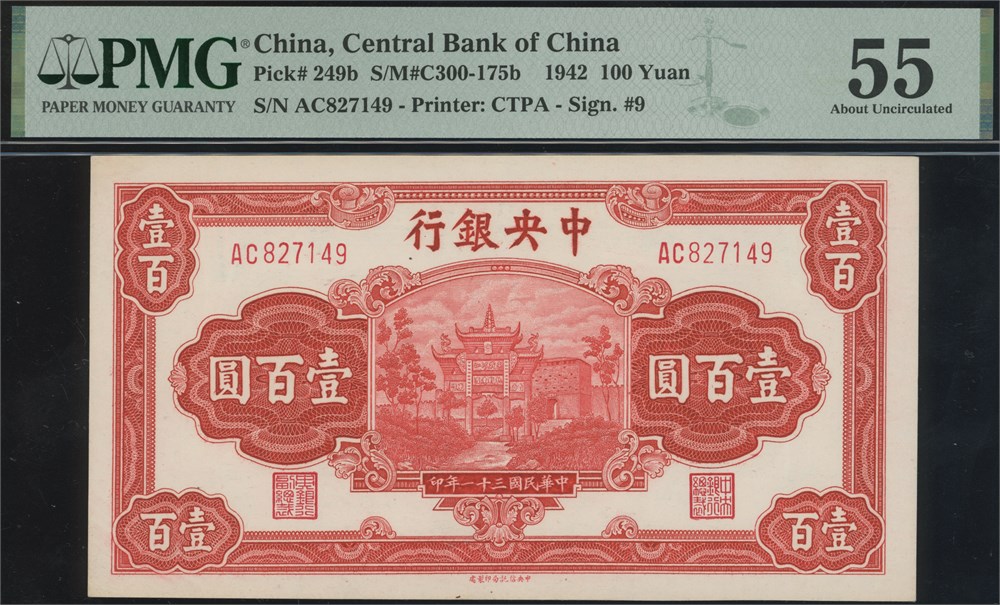 PMG®
PAPER MONEY GUARANTY
China, Central Bank of China
Pick# 249b S/M#C300-175b 1942 100 Yuan
S/N AC827149 - Printer: CTPA - Sign. #9
55
About Uncirculated
行銀央中
壹百
壹百
AC827149
AC827149
圓百壹
圓百壹
印年一十三國民華中
百壹
百壹